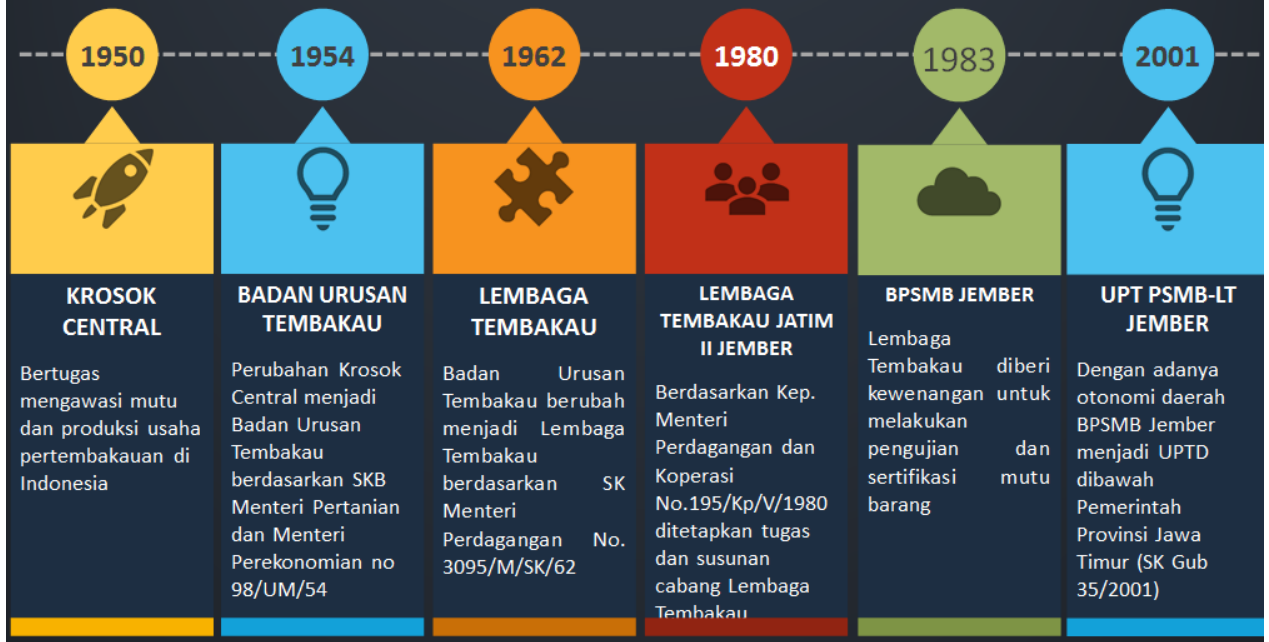 1950
1954
1962
1980
1983
2001
KROSOK
CENTRAL
Bertugas
mengawasi mutu
dan produksi usaha
pertembakauan di
Indonesia
BADAN URUSAN
TEMBAKAU
Perubahan Krosok
Central menjadi
Badan Urusan
Tembakau
berdasarkan SKB
Menteri Pertanian
dan Menteri
Perekonomian no
98/UM/54
LEMBAGA
TEMBAKAU
Badan Urusan
Tembakau berubah
menjadi Lembaga
Tembakau
berdasarkan SK
Menteri
Perdagangan No.
3095/M/SK/62
LEMBAGA
TEMBAKAU JATIM
II JEMBER
Berdasarkan Kep.
Menteri
Perdagangan dan
Koperasi
No.195/Kp/V/1980
ditetapkan tugas
dan susunan
cabang Lembaga
Tembakau
BPSMB JEMBER
Lembaga
Tembakau diberi
kewenangan untuk
melakukan
pengujian dan
sertifikasi mutu
barang
UPT PSMB-LT
JEMBER
Dengan adanya
otonomi daerah
BPSMB Jember
menjadi UPTD
dibawah
Pemerintah
Provinsi Jawa
Timur (SK Gub
35/2001)